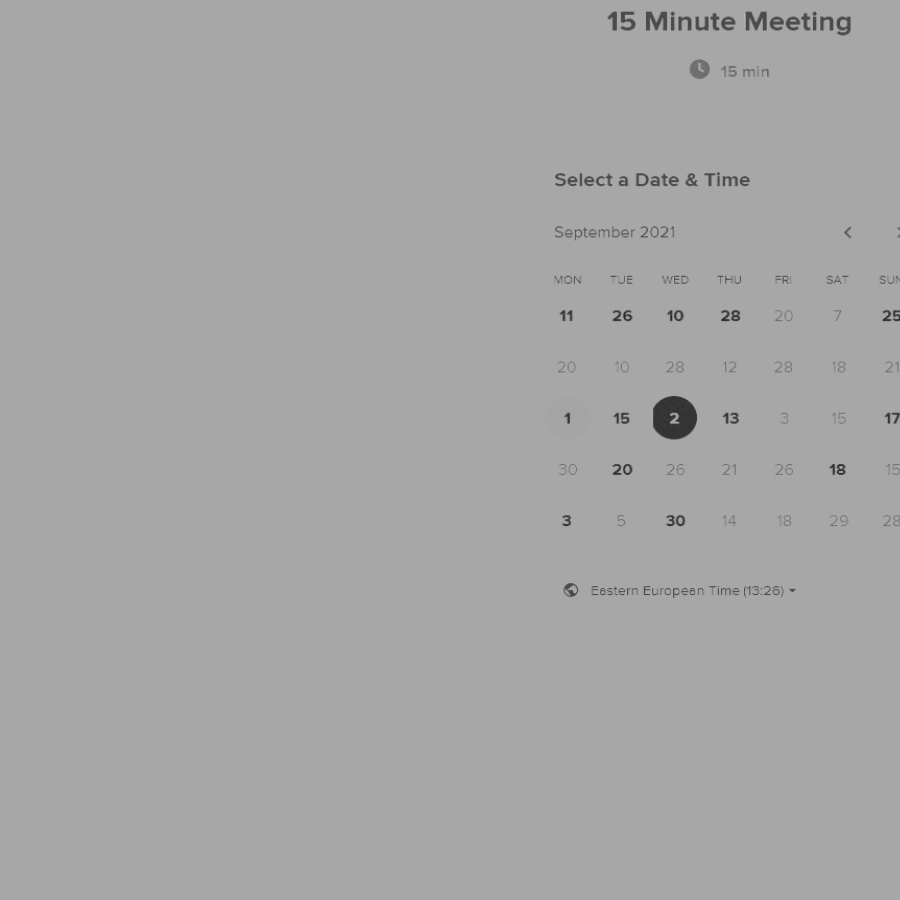 15 Minute Meeting
15 min
Select a Date & Time
September 2021
MON TUE WED THU FRI SAT SUN
11 26 10 28 20 7 25
20 10 28 12 28 18 21
1 15 2 13 3 15 17
30 20 26 21 26 18 15
3 5 30 14 18 29 28
Eastern European Time (13:26)